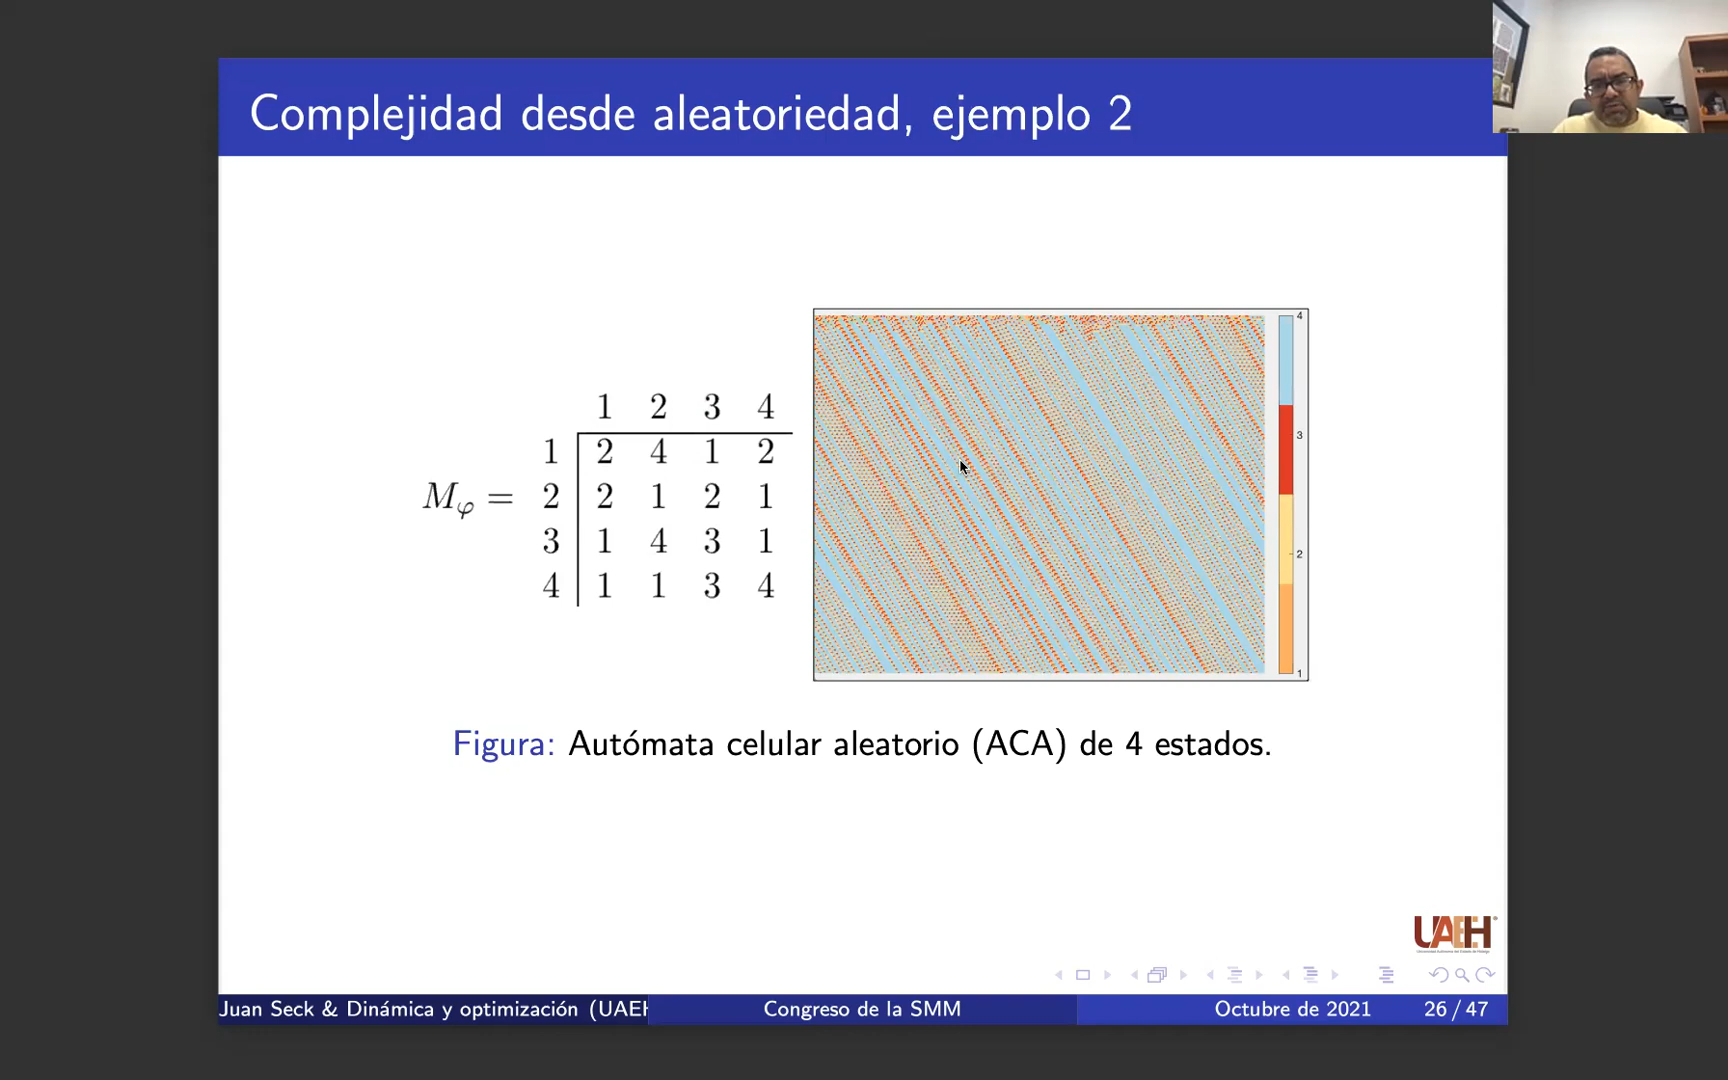 Complejidad desde aleatoriedad, ejemplo 2
1 2 3 4
1 2 4 1 2
Mφ = 2 2 1 2 1
3 1 4 3 1
4 1 1 3 4
4
3
2
1
Figura: Autómata celular aleatorio (ACA) de 4 estados.
UAEH
Juan Seck & Dinámica y optimización (UAEH
Congreso de la SMM
Octubre de 2021
26 / 47